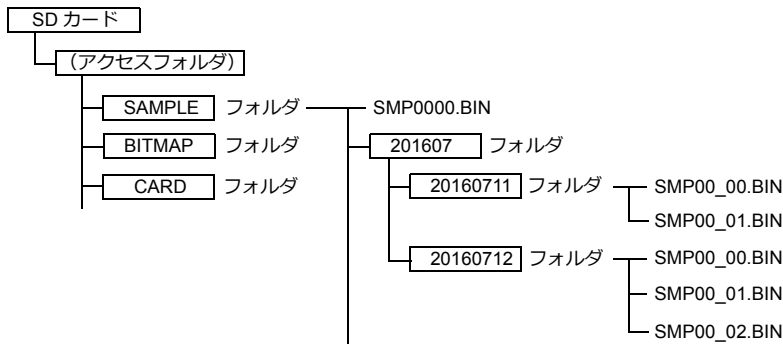 SD カード
(アクセスフォルダ)
SAMPLE フォルダ SMP0000.BIN
BITMAP フォルダ 201607 フォルダ
CARD フォルダ 20160711 フォルダ SMP00_00.BIN
SMP00_01.BIN
20160712 フォルダ SMP00_00.BIN
SMP00_01.BIN
SMP00_02.BIN